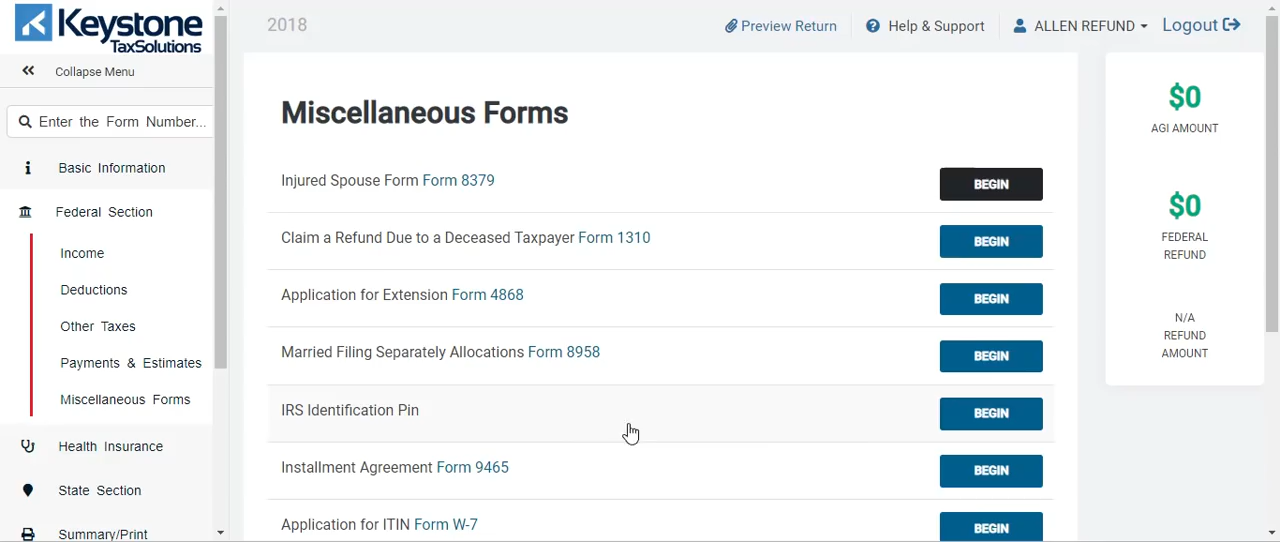 Keystone
TaxSolutions
Collapse Menu
Enter the Form Number...
Basic Information
Federal Section
Income
Deductions
Other Taxes
Payments & Estimates
Miscellaneous Forms
Health Insurance
State Section
Summary/Print
2018
Preview Return
Help & Support
ALLEN REFUND
Logout
Miscellaneous Forms
Injured Spouse Form Form 8379 BEGIN
Claim a Refund Due to a Deceased Taxpayer Form 1310 BEGIN
Application for Extension Form 4868 BEGIN
Married Filing Separately Allocations Form 8958 BEGIN
IRS Identification Pin BEGIN
Installment Agreement Form 9465 BEGIN
Application for ITIN Form W-7 BEGIN
$0
AGI AMOUNT
$0
FEDERAL
REFUND
N/A
REFUND
AMOUNT